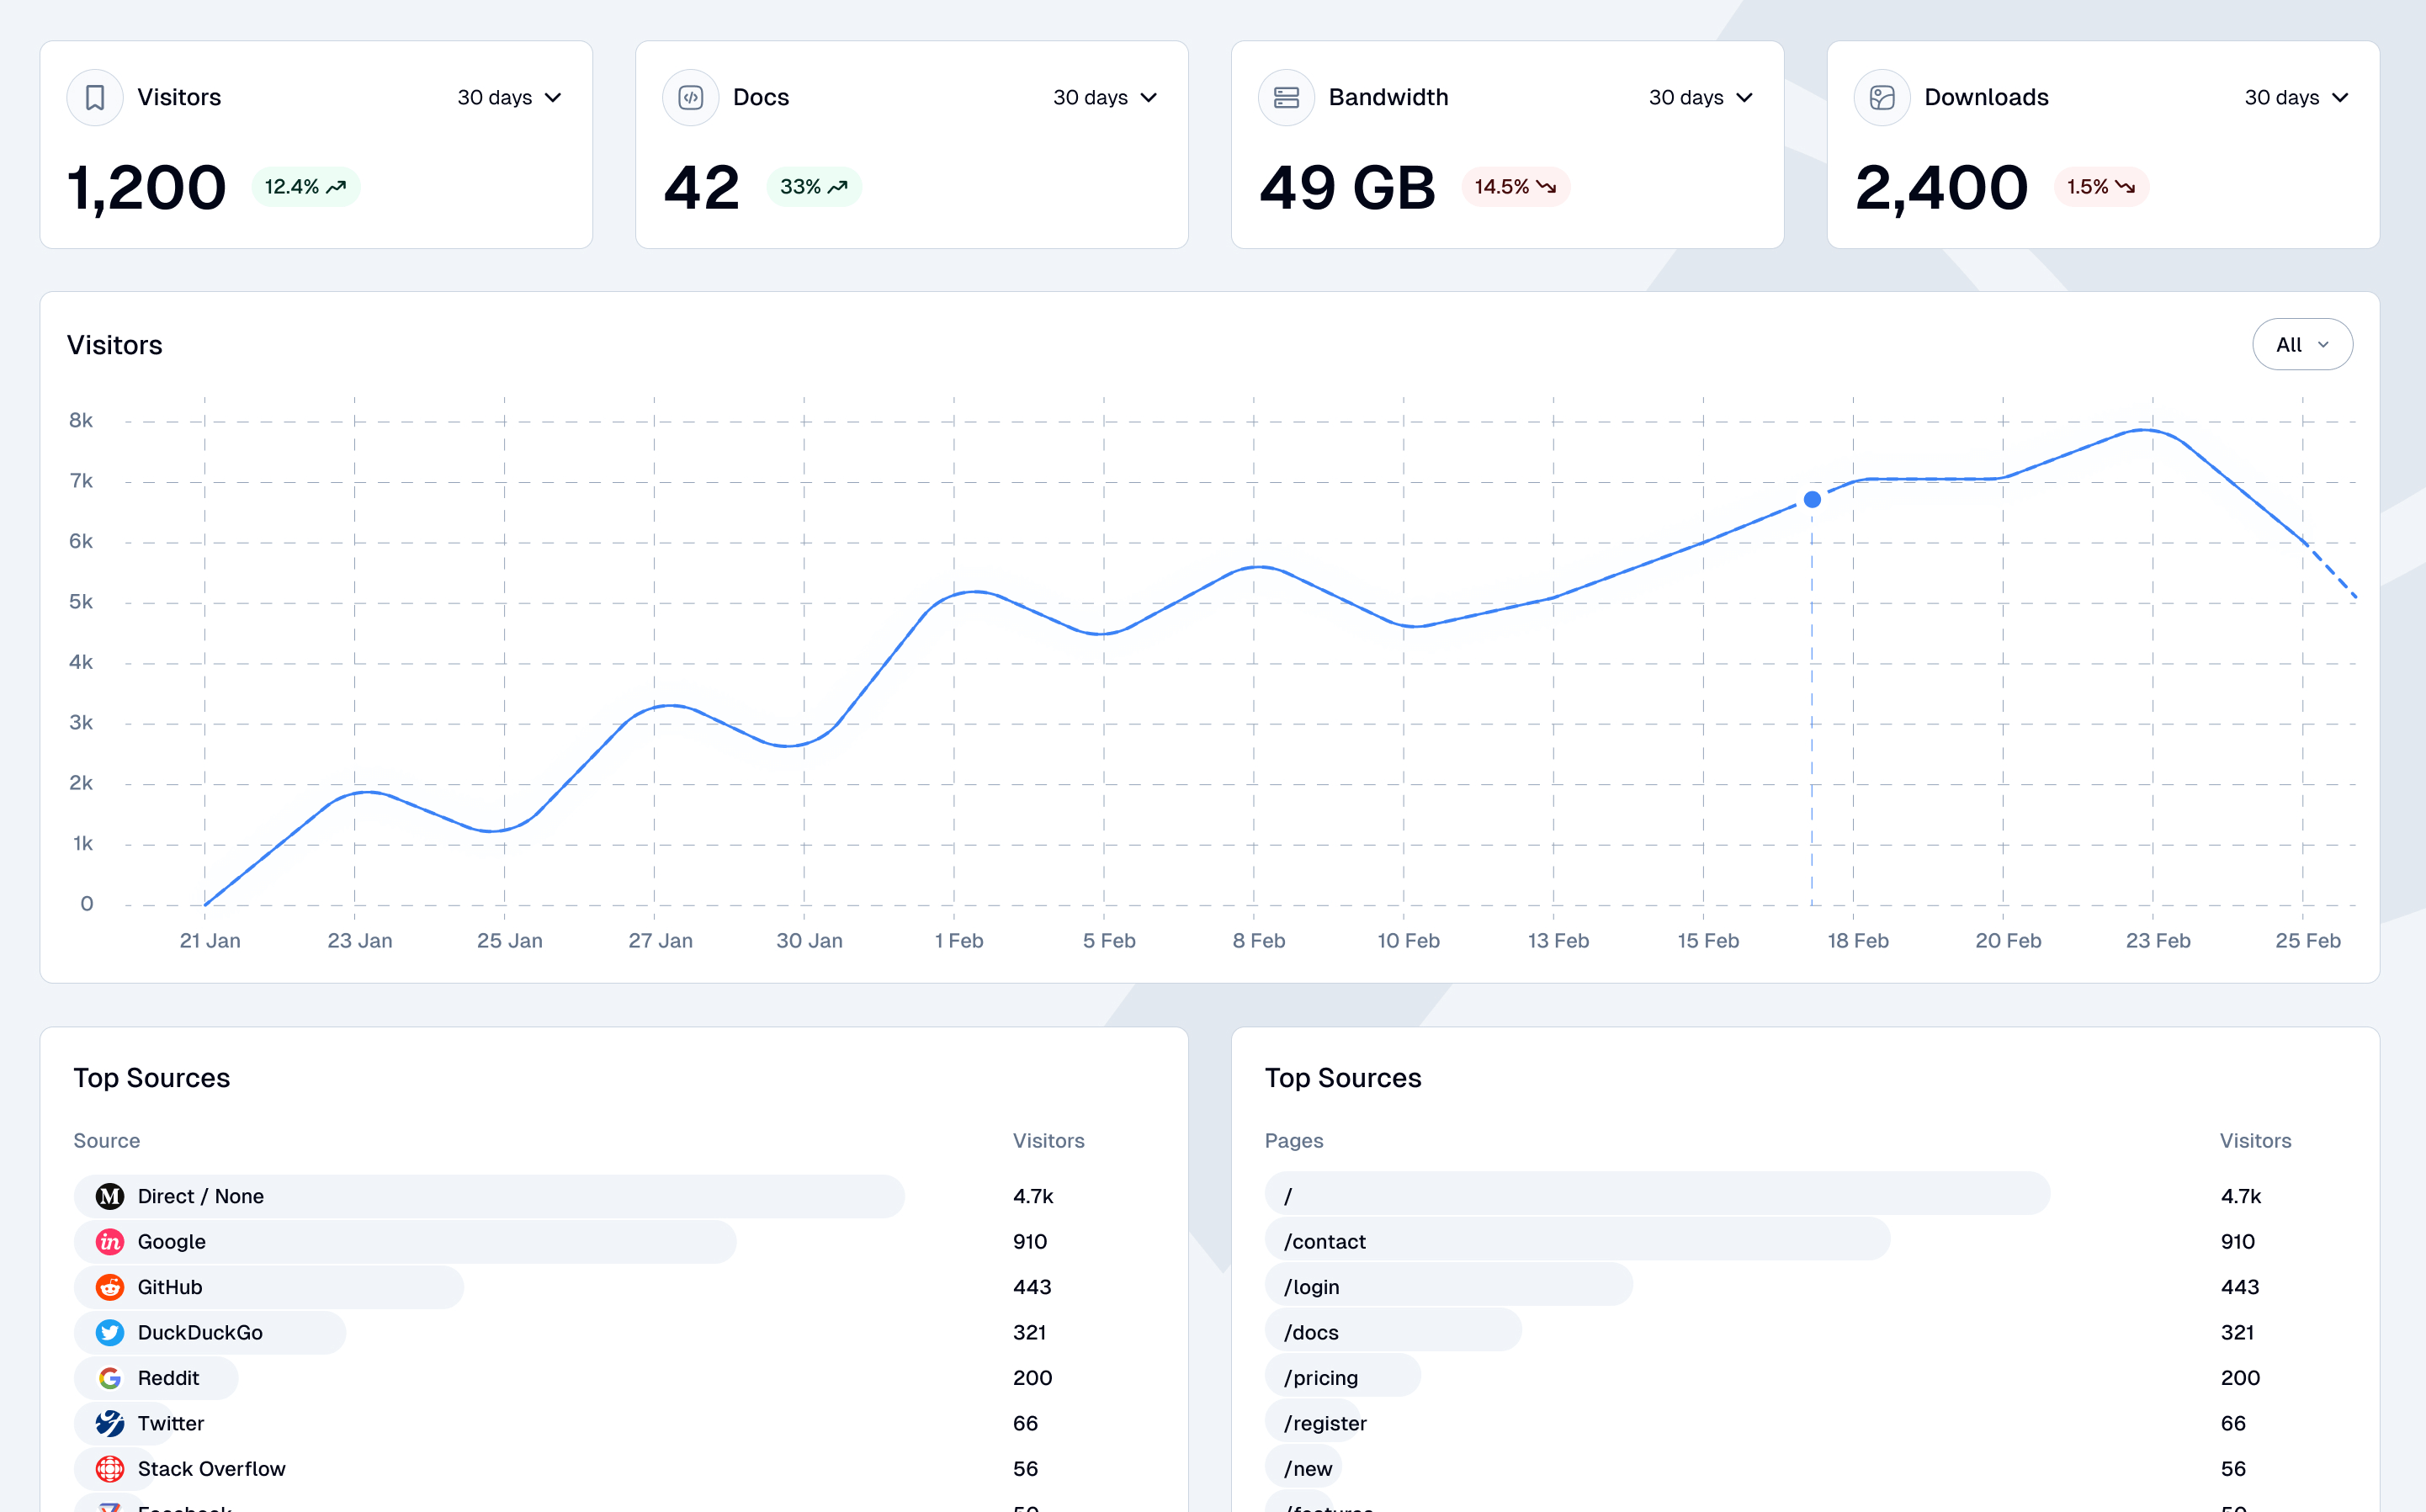 Visitors 30 days
1,200 12.4%
Docs 30 days
42 33%
Bandwidth 30 days
49 GB 14.5%
Downloads 30 days
2,400 1.5%
Visitors All
8k
7k
6k
5k
4k
3k
2k
1k
0
21 Jan 23 Jan 25 Jan 27 Jan 30 Jan 1 Feb 5 Feb 8 Feb 10 Feb 13 Feb 15 Feb 18 Feb 20 Feb 23 Feb 25 Feb
Top Sources
Source Visitors
Direct / None 4.7k
Google 910
GitHub 443
DuckDuckGo 321
Reddit 200
Twitter 66
Stack Overflow 56
Top Sources
Pages Visitors
/ 4.7k
/contact 910
/login 443
/docs 321
/pricing 200
/register 66
/new 56